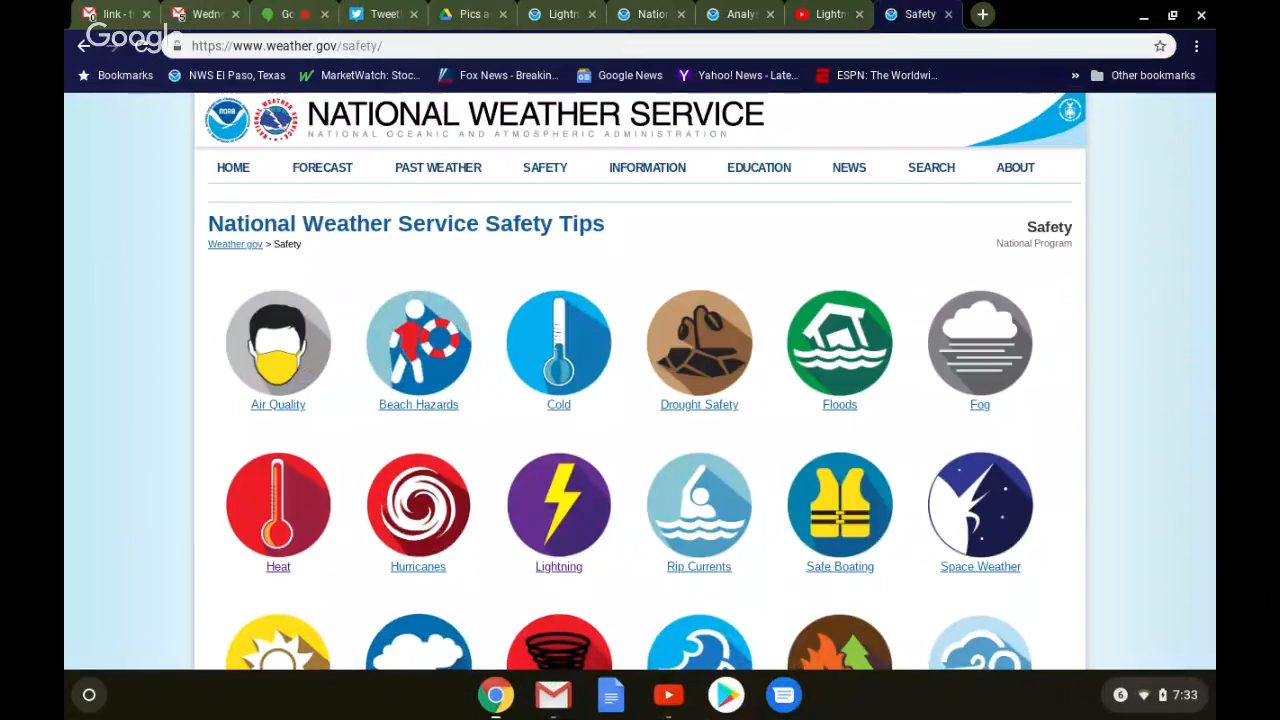 link - t Wedne Go Tweet Pics a Lightn Nation Analys Lightn Safety
Google
https://www.weather.gov/safety/
Bookmarks NWS El Paso, Texas MarketWatch: Stoc... Fox News - Breakin... Google News Yahoo! News - Late... ESPN: The Worldwi... » Other bookmarks
NATIONAL WEATHER SERVICE
NATIONAL OCEANIC AND ATMOSPHERIC ADMINISTRATION
HOME FORECAST PAST WEATHER SAFETY INFORMATION EDUCATION NEWS SEARCH ABOUT
National Weather Service Safety Tips
Safety
Weather.gov > Safety
National Program
Air Quality Beach Hazards Cold Drought Safety Floods Fog
Heat Hurricanes Lightning Rip Currents Safe Boating Space Weather
6 7:33